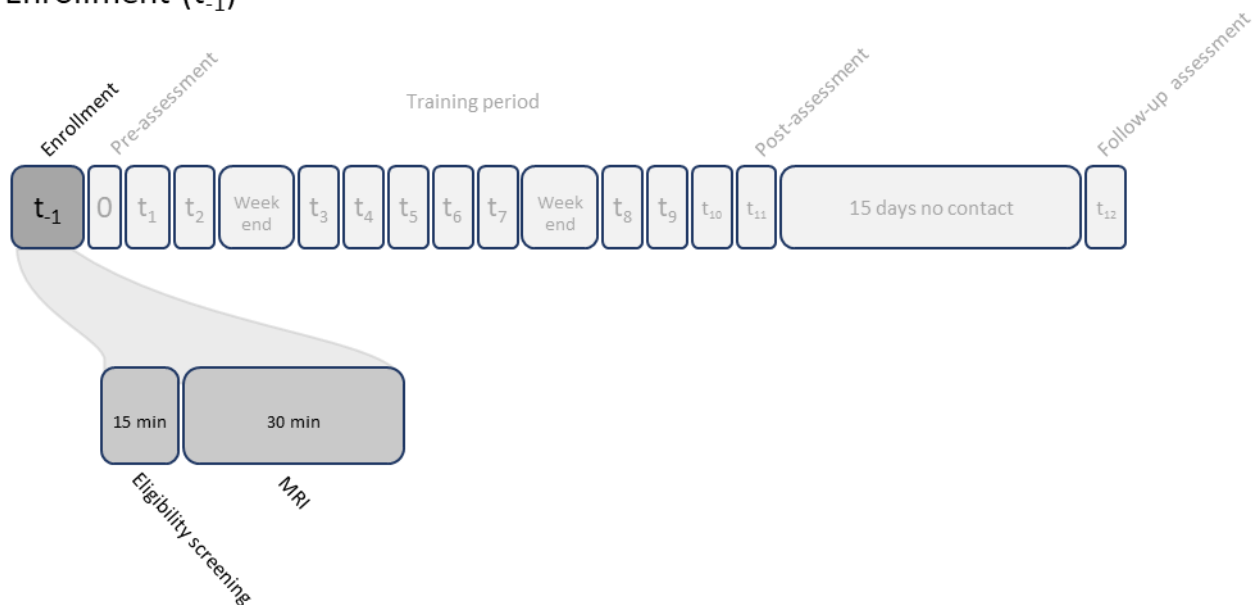 Enrollment (t-1)
Enrollment
Pre-assessment
Training period
Post-assessment
Follow-up assessment
t-1
0
t1
t2
Week
end
t3
t4
t5
t6
t7
Week
end
t8
t9
t10
t11
15 days no contact
t12
15 min
30 min
Eligibility screening
MRI